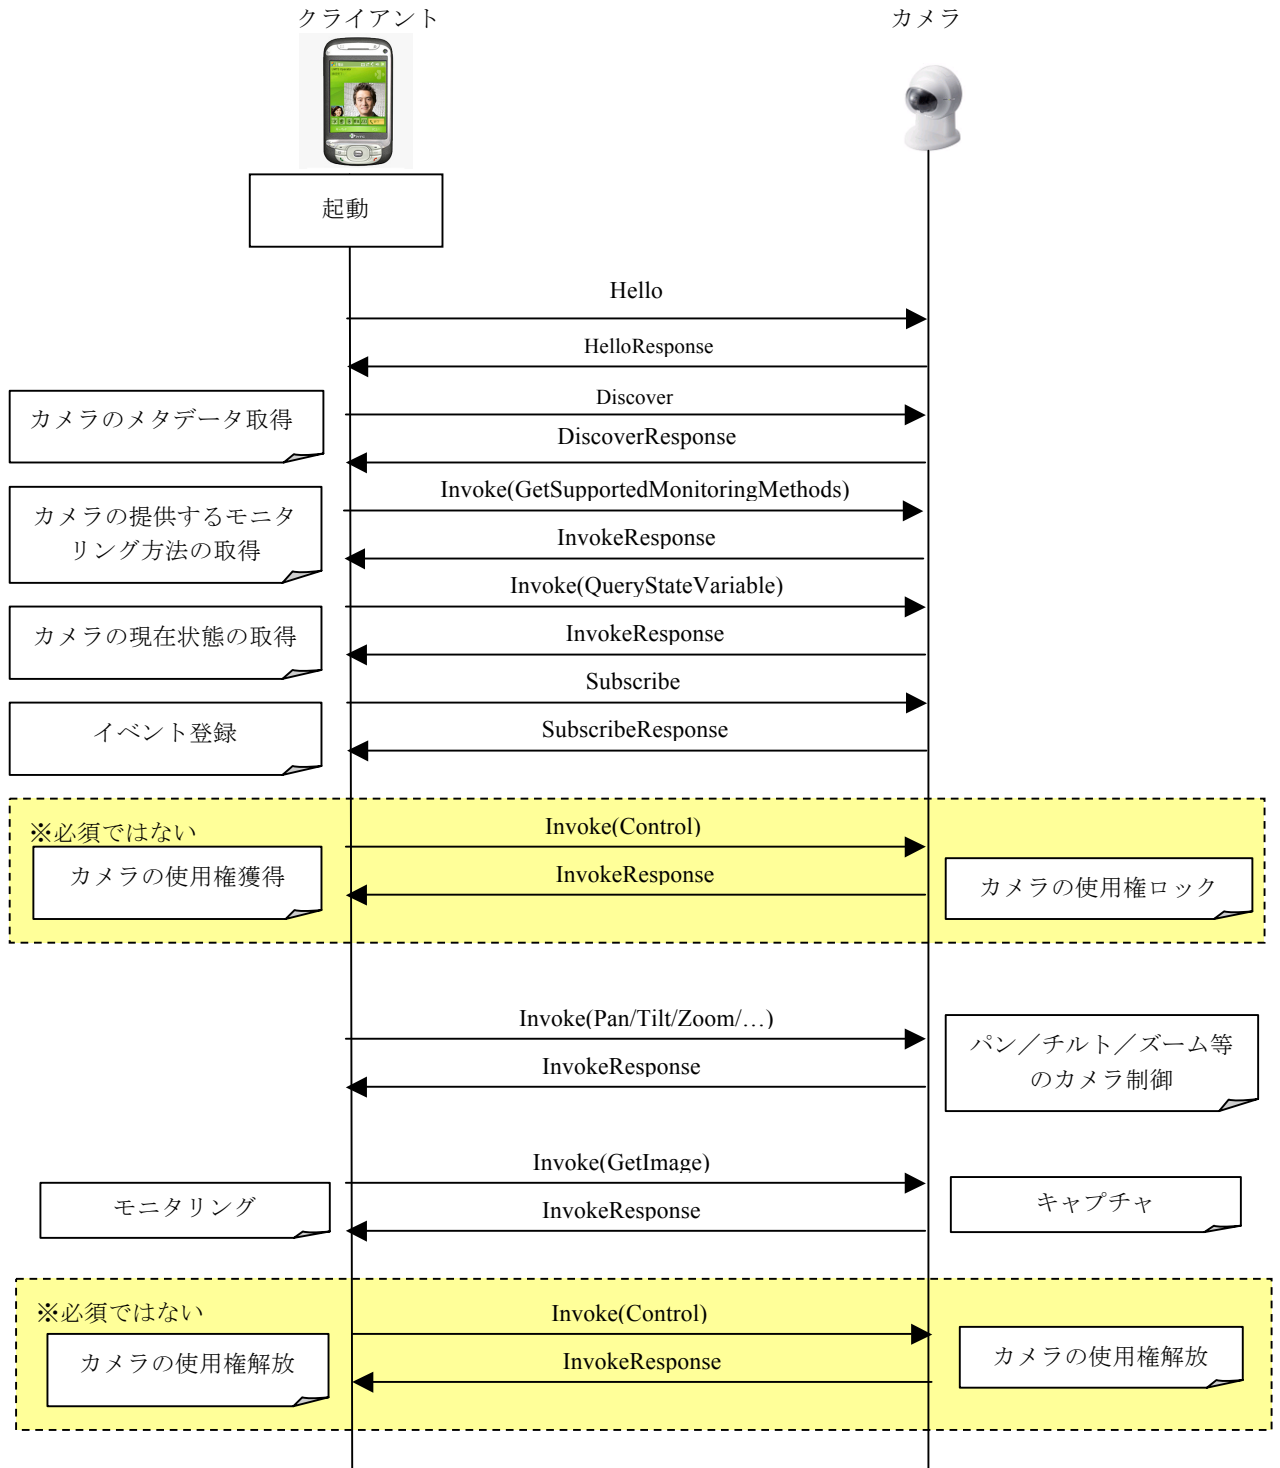 クライアント
カメラ
起動
Hello
HelloResponse
カメラのメタデータ取得
Discover
DiscoverResponse
カメラの提供するモニタ
リング方法の取得
Invoke(GetSupportedMonitoringMethods)
InvokeResponse
カメラの現在状態の取得
Invoke(QueryStateVariable)
InvokeResponse
イベント登録
Subscribe
SubscribeResponse
※必須ではない
カメラの使用権獲得
Invoke(Control)
InvokeResponse
カメラの使用権ロック
Invoke(Pan/Tilt/Zoom/…)
InvokeResponse
パン／チルト／ズーム等
のカメラ制御
モニタリング
Invoke(GetImage)
InvokeResponse
キャプチャ
※必須ではない
カメラの使用権解放
Invoke(Control)
InvokeResponse
カメラの使用権解放